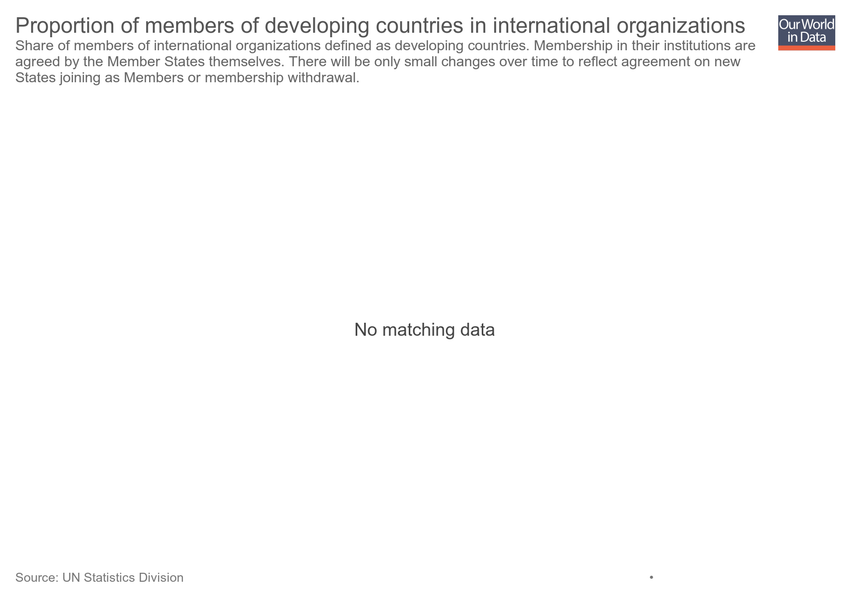 Proportion of members of developing countries in international organizations
Our World
in Data
Share of members of international organizations defined as developing countries. Membership in their institutions are
agreed by the Member States themselves. There will be only small changes over time to reflect agreement on new
States joining as Members or membership withdrawal.
No matching data
Source: UN Statistics Division
•